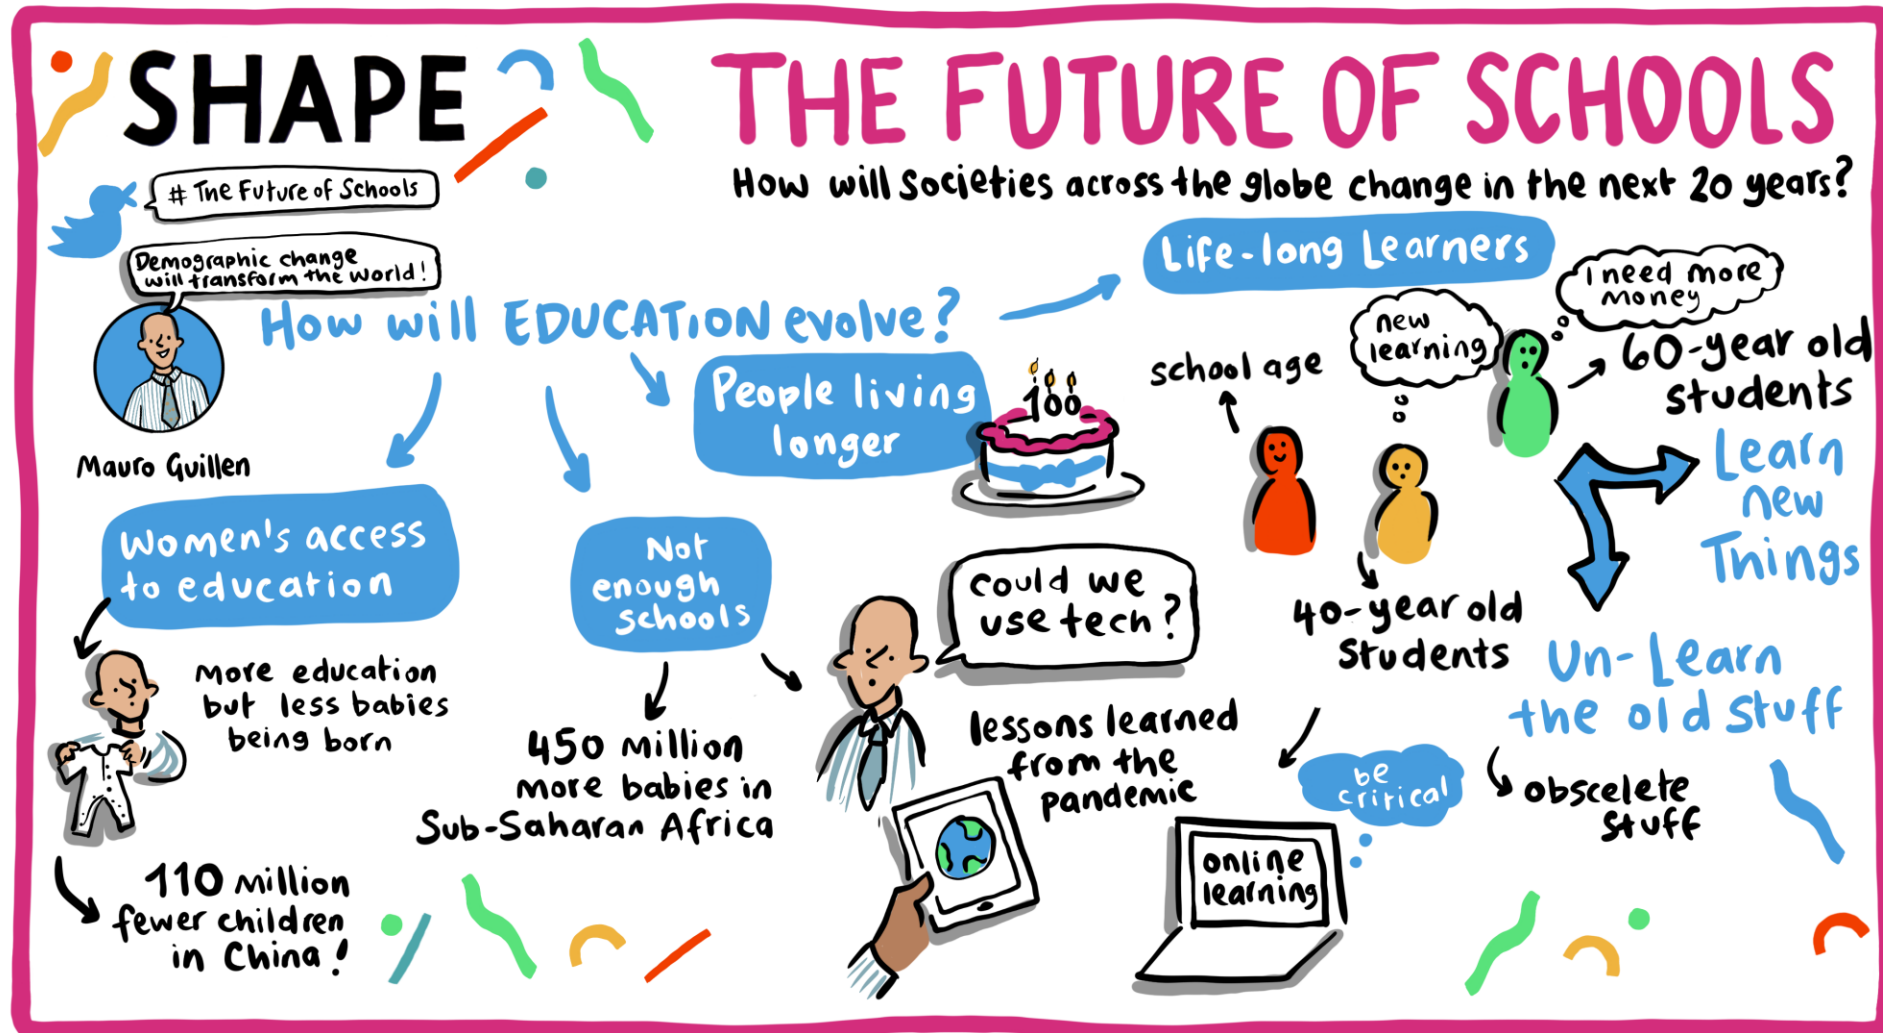 SHAPE
THE FUTURE OF SCHOOLS
How will societies across the globe change in the next 20 years?
# The Future of Schools
Demographic change
will transform the world!
Mauro Guillen
How will EDUCATION evolve?
Life-long Learners
I need more
money
new
learning
school age
60-year old
students
40-year old
Students
Learn
new
Things
Un-Learn
the old stuff
obscelete
stuff
People living
longer
100
Women's access
to education
more education
but less babies
being born
110 million
fewer children
in China!
Not
enough
schools
450 million
more babies in
Sub-Saharan Africa
could we
use tech?
lessons learned
from the
pandemic
be
critical
online
learning